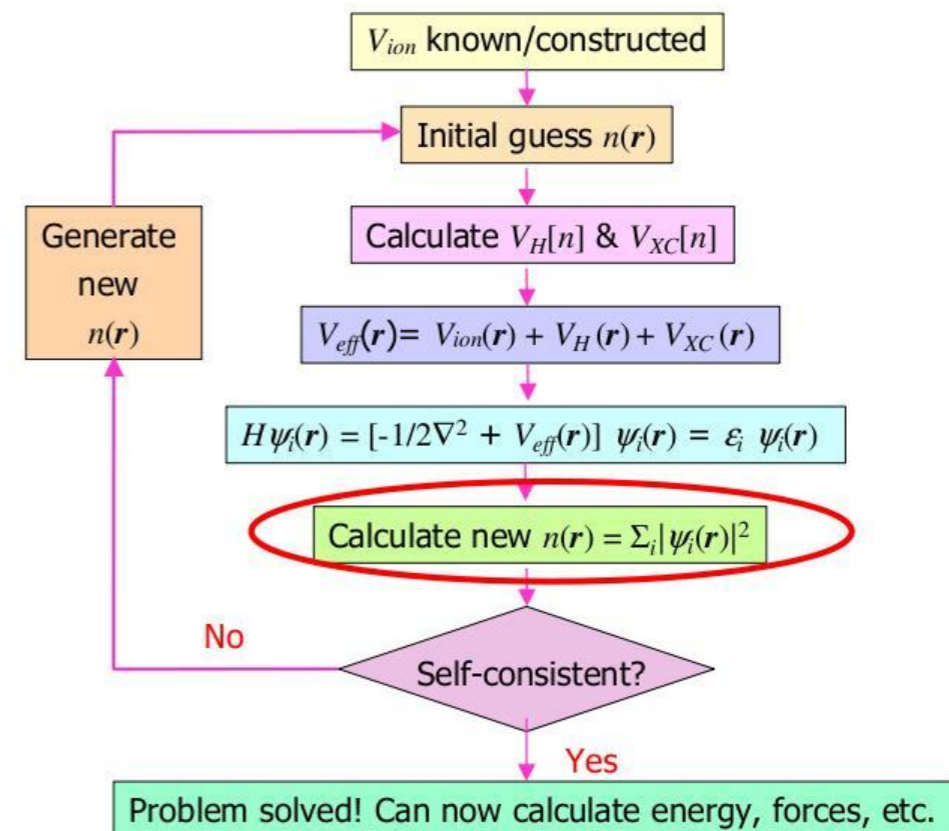 V_ion known/constructed
Initial guess n(r)
Calculate V_H[n] & V_XC[n]
V_eff(r)= V_ion(r) + V_H(r) + V_XC(r)
Hψ_i(r) = [-1/2∇² + V_eff(r)] ψ_i(r) = ε_i ψ_i(r)
Calculate new n(r) = Σ_i|ψ_i(r)|²
Self-consistent?
No
Generate
new
n(r)
Yes
Problem solved! Can now calculate energy, forces, etc.